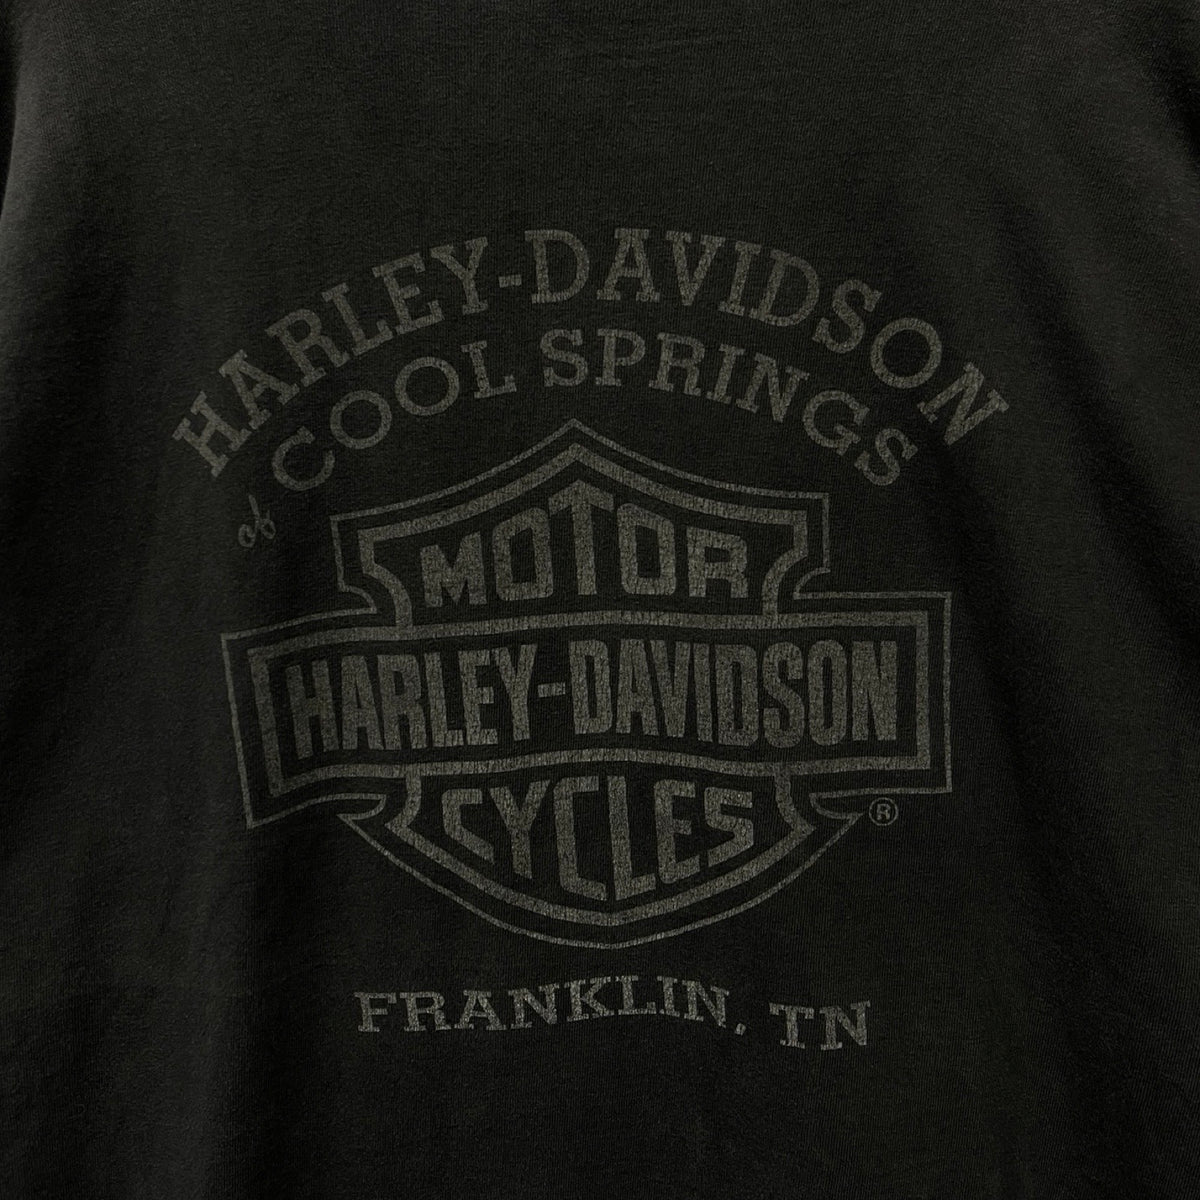 HARLEY-DAVIDSON
of COOL SPRINGS
MOTOR
HARLEY-DAVIDSON
CYCLES
®
FRANKLIN, TN